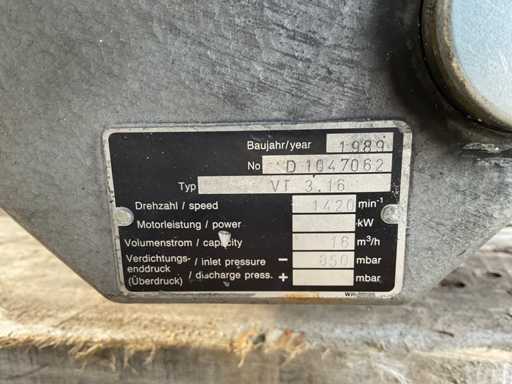 Baujahr/year 1989
No D 1047062
Typ VT 3.16
Drehzahl / speed 1420 min-1
Motorleistung / power kW
Volumenstrom / capacity 16 m³/h
Verdichtungs- / inlet pressure - 850 mbar
enddruck
(Überdruck) / discharge press. + mbar